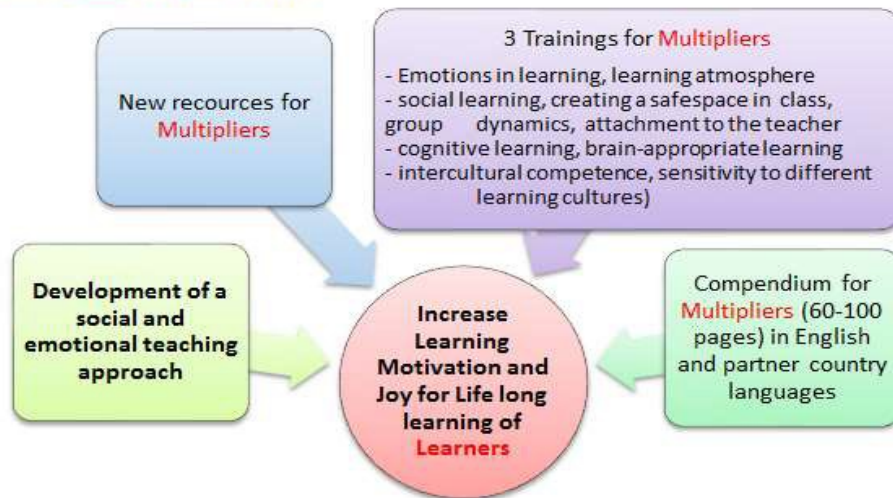 New recources for
Multipliers
3 Trainings for Multipliers
- Emotions in learning, learning atmosphere
- social learning, creating a safespace in class,
group dynamics, attachment to the teacher
- cognitive learning, brain-appropriate learning
- intercultural competence, sensitivity to different
learning cultures)
Development of a
social and
emotional teaching
approach
Increase
Learning
Motivation and
Joy for Life long
learning of
Learners
Compendium for
Multipliers (60-100
pages) in English
and partner country
languages